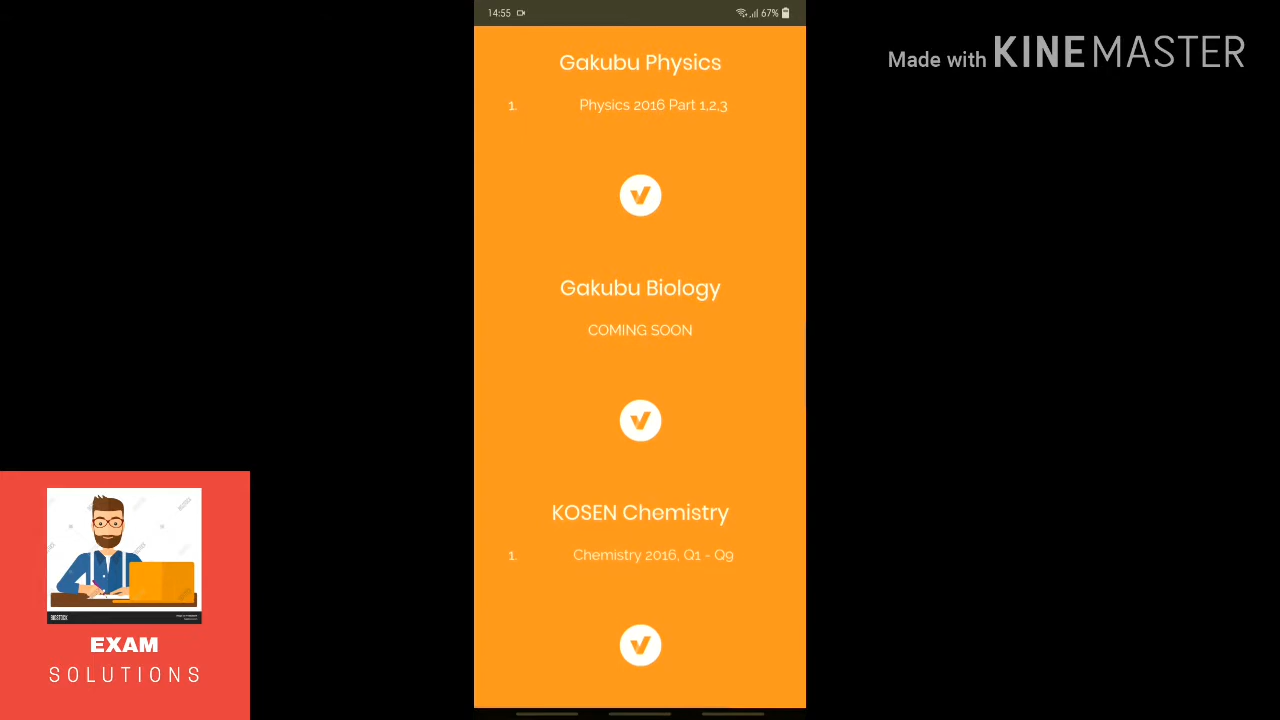 14:55
67%
Made with KINEMASTER
Gakubu Physics
1. Physics 2016 Part 1,2,3
Gakubu Biology
COMING SOON
KOSEN Chemistry
1. Chemistry 2016, Q1 - Q9
EXAM
SOLUTIONS